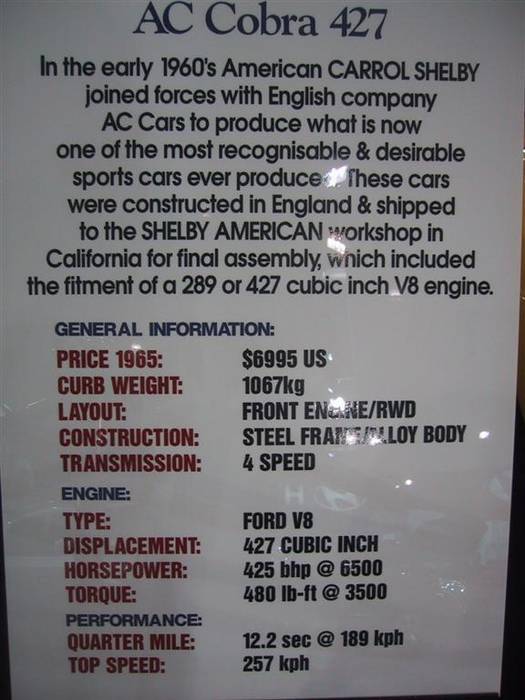 AC Cobra 427
In the early 1960's American CARROL SHELBY
joined forces with English company
AC Cars to produce what is now
one of the most recognisable & desirable
sports cars ever produced. These cars
were constructed in England & shipped
to the SHELBY AMERICAN workshop in
California for final assembly, which included
the fitment of a 289 or 427 cubic inch V8 engine.
GENERAL INFORMATION:
PRICE 1965: $6995 US
CURB WEIGHT: 1067kg
LAYOUT: FRONT ENGINE/RWD
CONSTRUCTION: STEEL FRAME/ALLOY BODY
TRANSMISSION: 4 SPEED
ENGINE:
TYPE: FORD V8
DISPLACEMENT: 427 CUBIC INCH
HORSEPOWER: 425 bhp @ 6500
TORQUE: 480 lb-ft @ 3500
PERFORMANCE:
QUARTER MILE: 12.2 sec @ 189 kph
TOP SPEED: 257 kph